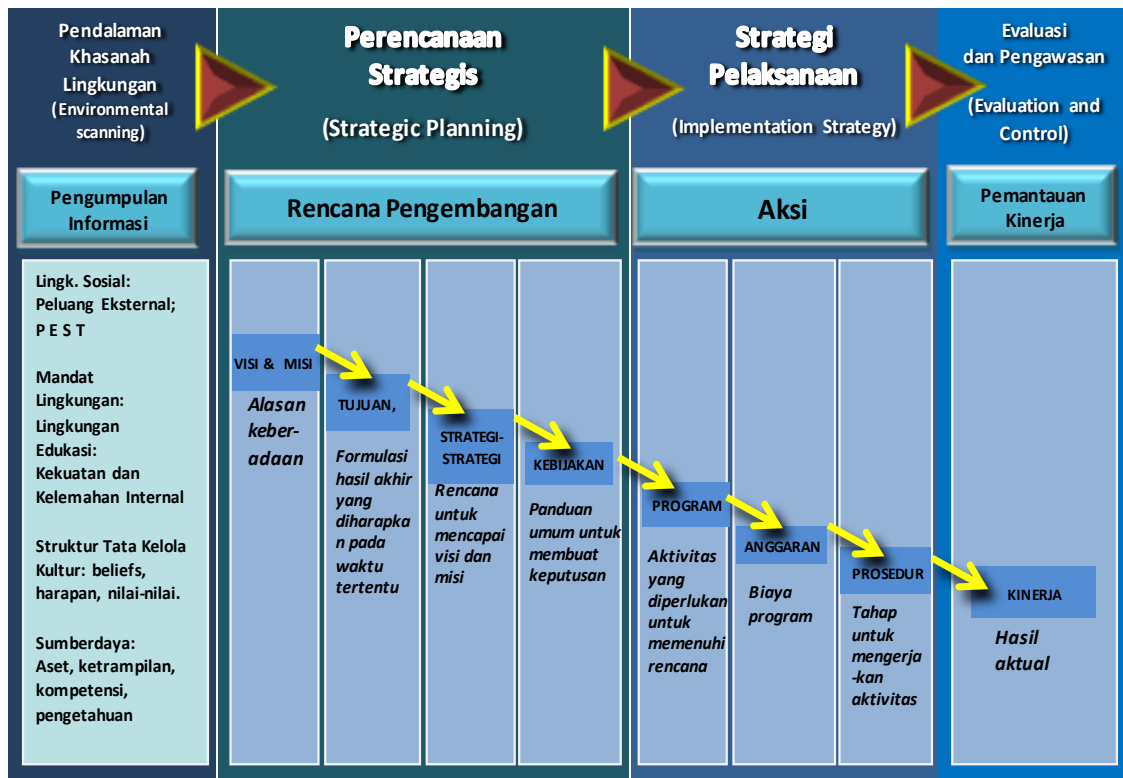 Pendalaman
Khasanah
Lingkungan
(Environmental
scanning)
Perencanaan
Strategis
(Strategic Planning)
Strategi
Pelaksanaan
(Implementation Strategy)
Evaluasi
dan Pengawasan
(Evaluation and
Control)
Pengumpulan
Informasi
Rencana Pengembangan
Aksi
Pemantauan
Kinerja
Lingk. Sosial:
Peluang Eksternal;
P E S T
Mandat
Lingkungan:
Lingkungan
Edukasi:
Kekuatan dan
Kelemahan Internal
Struktur Tata Kelola
Kultur: beliefs,
harapan, nilai-nilai.
Sumberdaya:
Aset, ketrampilan,
kompetensi,
pengetahuan
VISI & MISI
Alasan
keber-
adaan
TUJUAN,
Formulasi
hasil akhir
yang
diharapka
n pada
waktu
tertentu
STRATEGI-
STRATEGI
Rencana
untuk
mencapai
visi dan
misi
KEBIJAKAN
Panduan
umum untuk
membuat
keputusan
PROGRAM
Aktivitas
yang
diperlukan
untuk
memenuhi
rencana
ANGGARAN
Biaya
program
PROSEDUR
Tahap
untuk
mengerja
-kan
aktivitas
KINERJA
Hasil
aktual